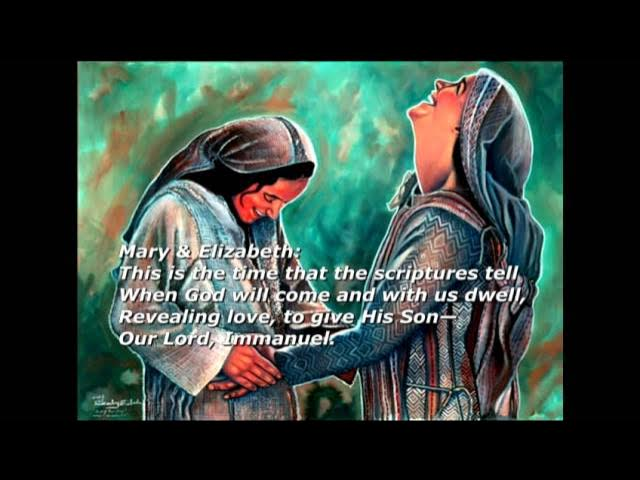 Mary & Elizabeth:
This is the time that the scriptures tell
When God will come and with us dwell,
Revealing love, to give His Son—
Our Lord, Immanuel.